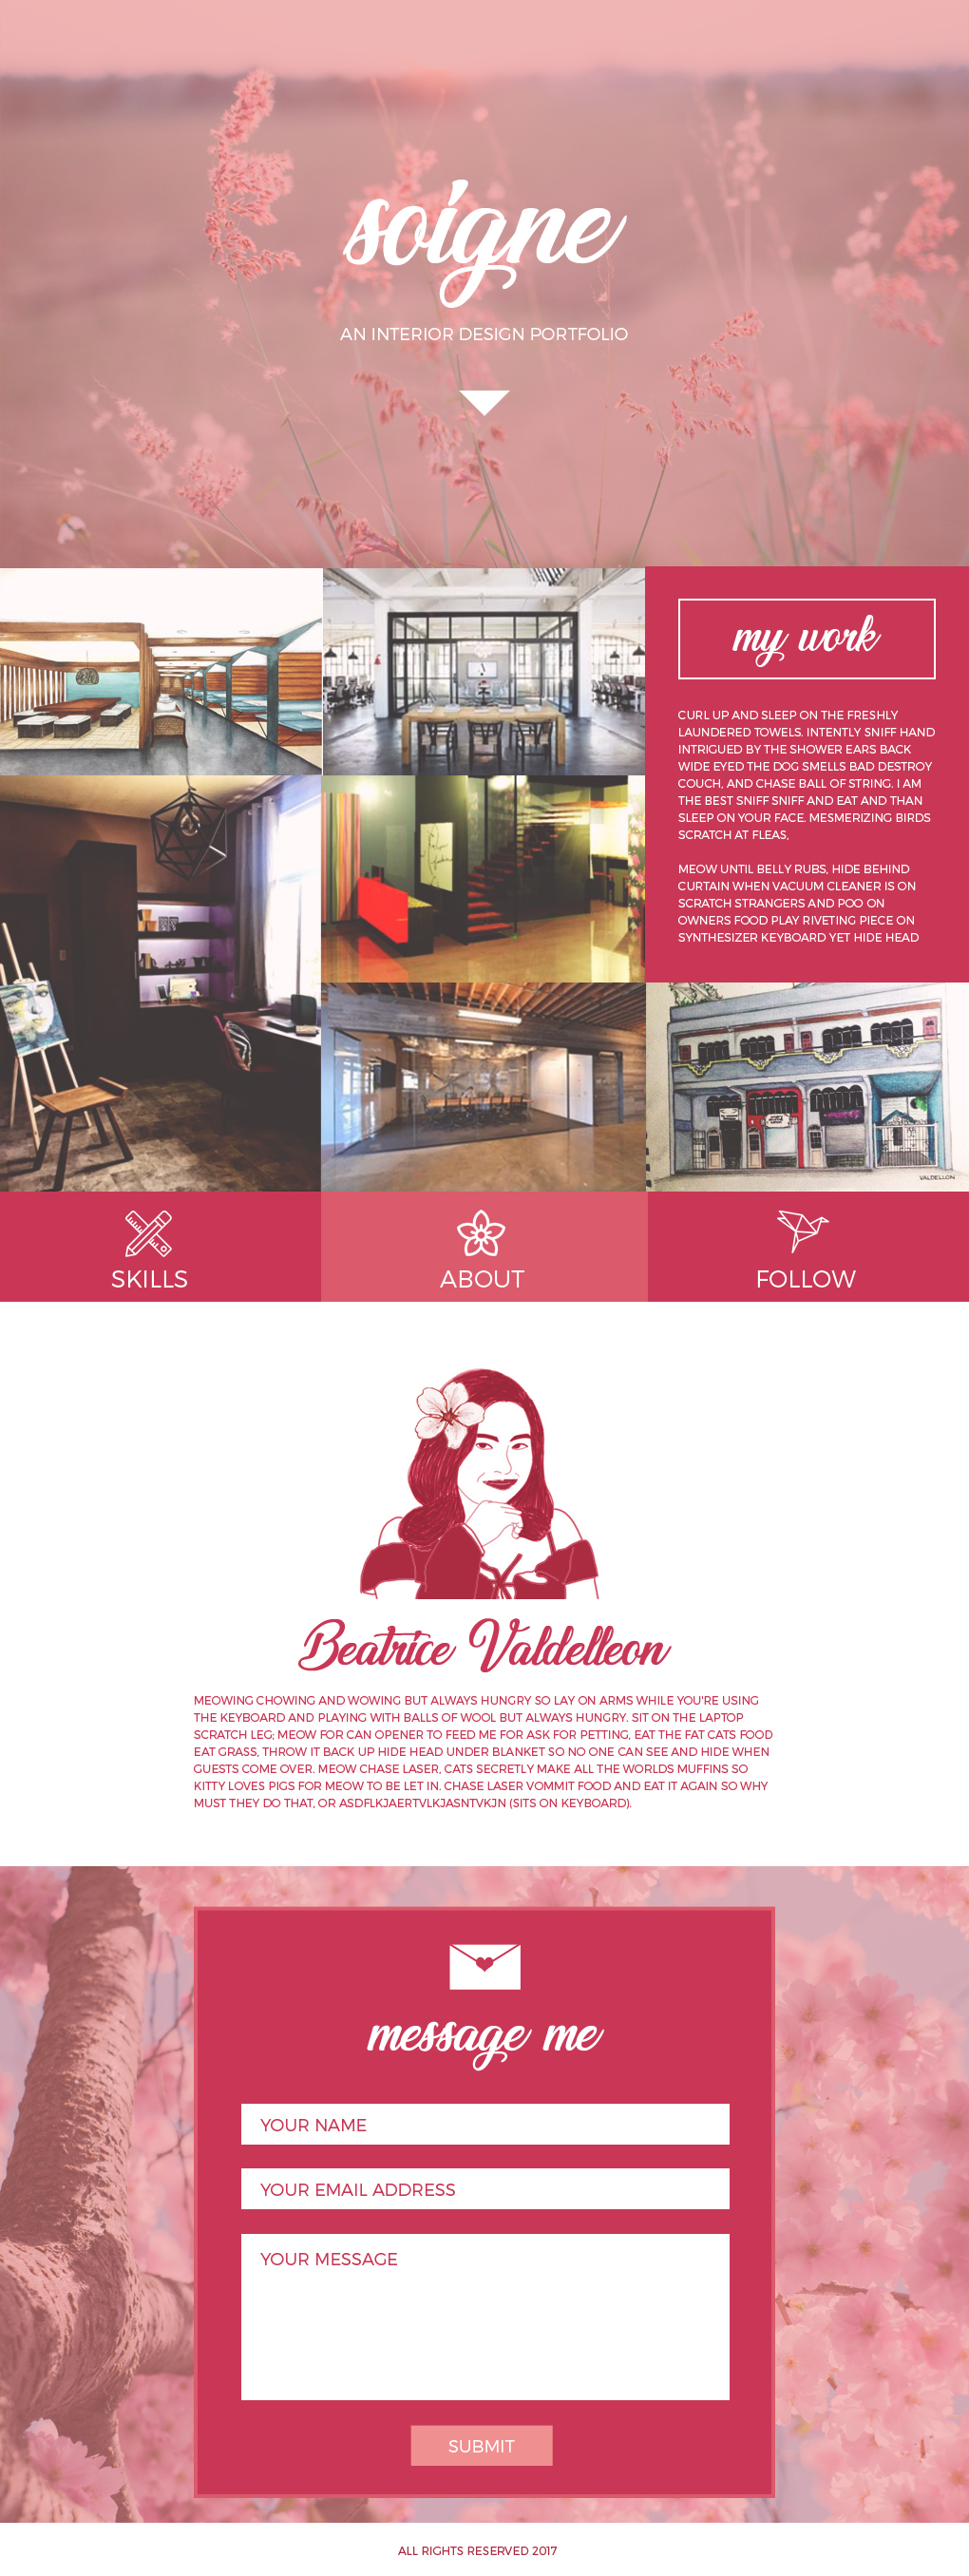 soigne
AN INTERIOR DESIGN PORTFOLIO
my work
CURL UP AND SLEEP ON THE FRESHLY
LAUNDERED TOWELS. INTENTLY SNIFF HAND
INTRIGUED BY THE SHOWER EARS BACK
WIDE EYED THE DOG SMELLS BAD DESTROY
COUCH, AND CHASE BALL OF STRING. I AM
THE BEST SNIFF SNIFF AND EAT AND THAN
SLEEP ON YOUR FACE. MESMERIZING BIRDS
SCRATCH AT FLEAS,
MEOW UNTIL BELLY RUBS, HIDE BEHIND
CURTAIN WHEN VACUUM CLEANER IS ON
SCRATCH STRANGERS AND POO ON
OWNERS FOOD PLAY RIVETING PIECE ON
SYNTHESIZER KEYBOARD YET HIDE HEAD
VALDELLON
SKILLS
ABOUT
FOLLOW
Beatrice Valdelleon
MEOWING CHOWING AND WOWING BUT ALWAYS HUNGRY SO LAY ON ARMS WHILE YOU'RE USING
THE KEYBOARD AND PLAYING WITH BALLS OF WOOL BUT ALWAYS HUNGRY. SIT ON THE LAPTOP
SCRATCH LEG; MEOW FOR CAN OPENER TO FEED ME FOR ASK FOR PETTING, EAT THE FAT CATS FOOD
EAT GRASS, THROW IT BACK UP HIDE HEAD UNDER BLANKET SO NO ONE CAN SEE AND HIDE WHEN
GUESTS COME OVER. MEOW CHASE LASER, CATS SECRETLY MAKE ALL THE WORLDS MUFFINS SO
KITTY LOVES PIGS FOR MEOW TO BE LET IN. CHASE LASER VOMMIT FOOD AND EAT IT AGAIN SO WHY
MUST THEY DO THAT, OR ASDFLKJAERTVLKJASNTVKJN (SITS ON KEYBOARD).
message me
YOUR NAME
YOUR EMAIL ADDRESS
YOUR MESSAGE
SUBMIT
ALL RIGHTS RESERVED 2017